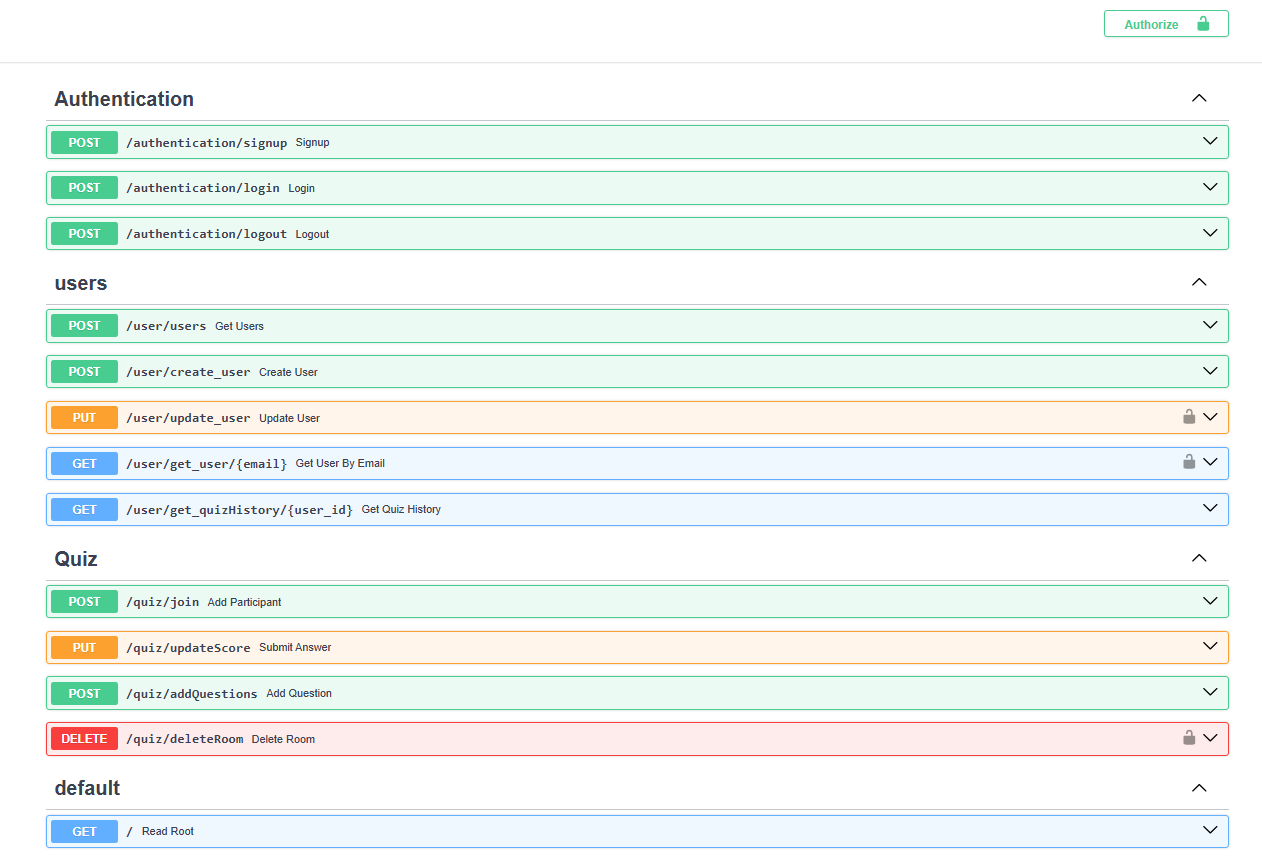 Authorize
Authentication
POST /authentication/signup Signup
POST /authentication/login Login
POST /authentication/logout Logout
users
POST /user/users Get Users
POST /user/create_user Create User
PUT /user/update_user Update User
GET /user/get_user/{email} Get User By Email
GET /user/get_quizHistory/{user_id} Get Quiz History
Quiz
POST /quiz/join Add Participant
PUT /quiz/updateScore Submit Answer
POST /quiz/addQuestions Add Question
DELETE /quiz/deleteRoom Delete Room
default
GET / Read Root